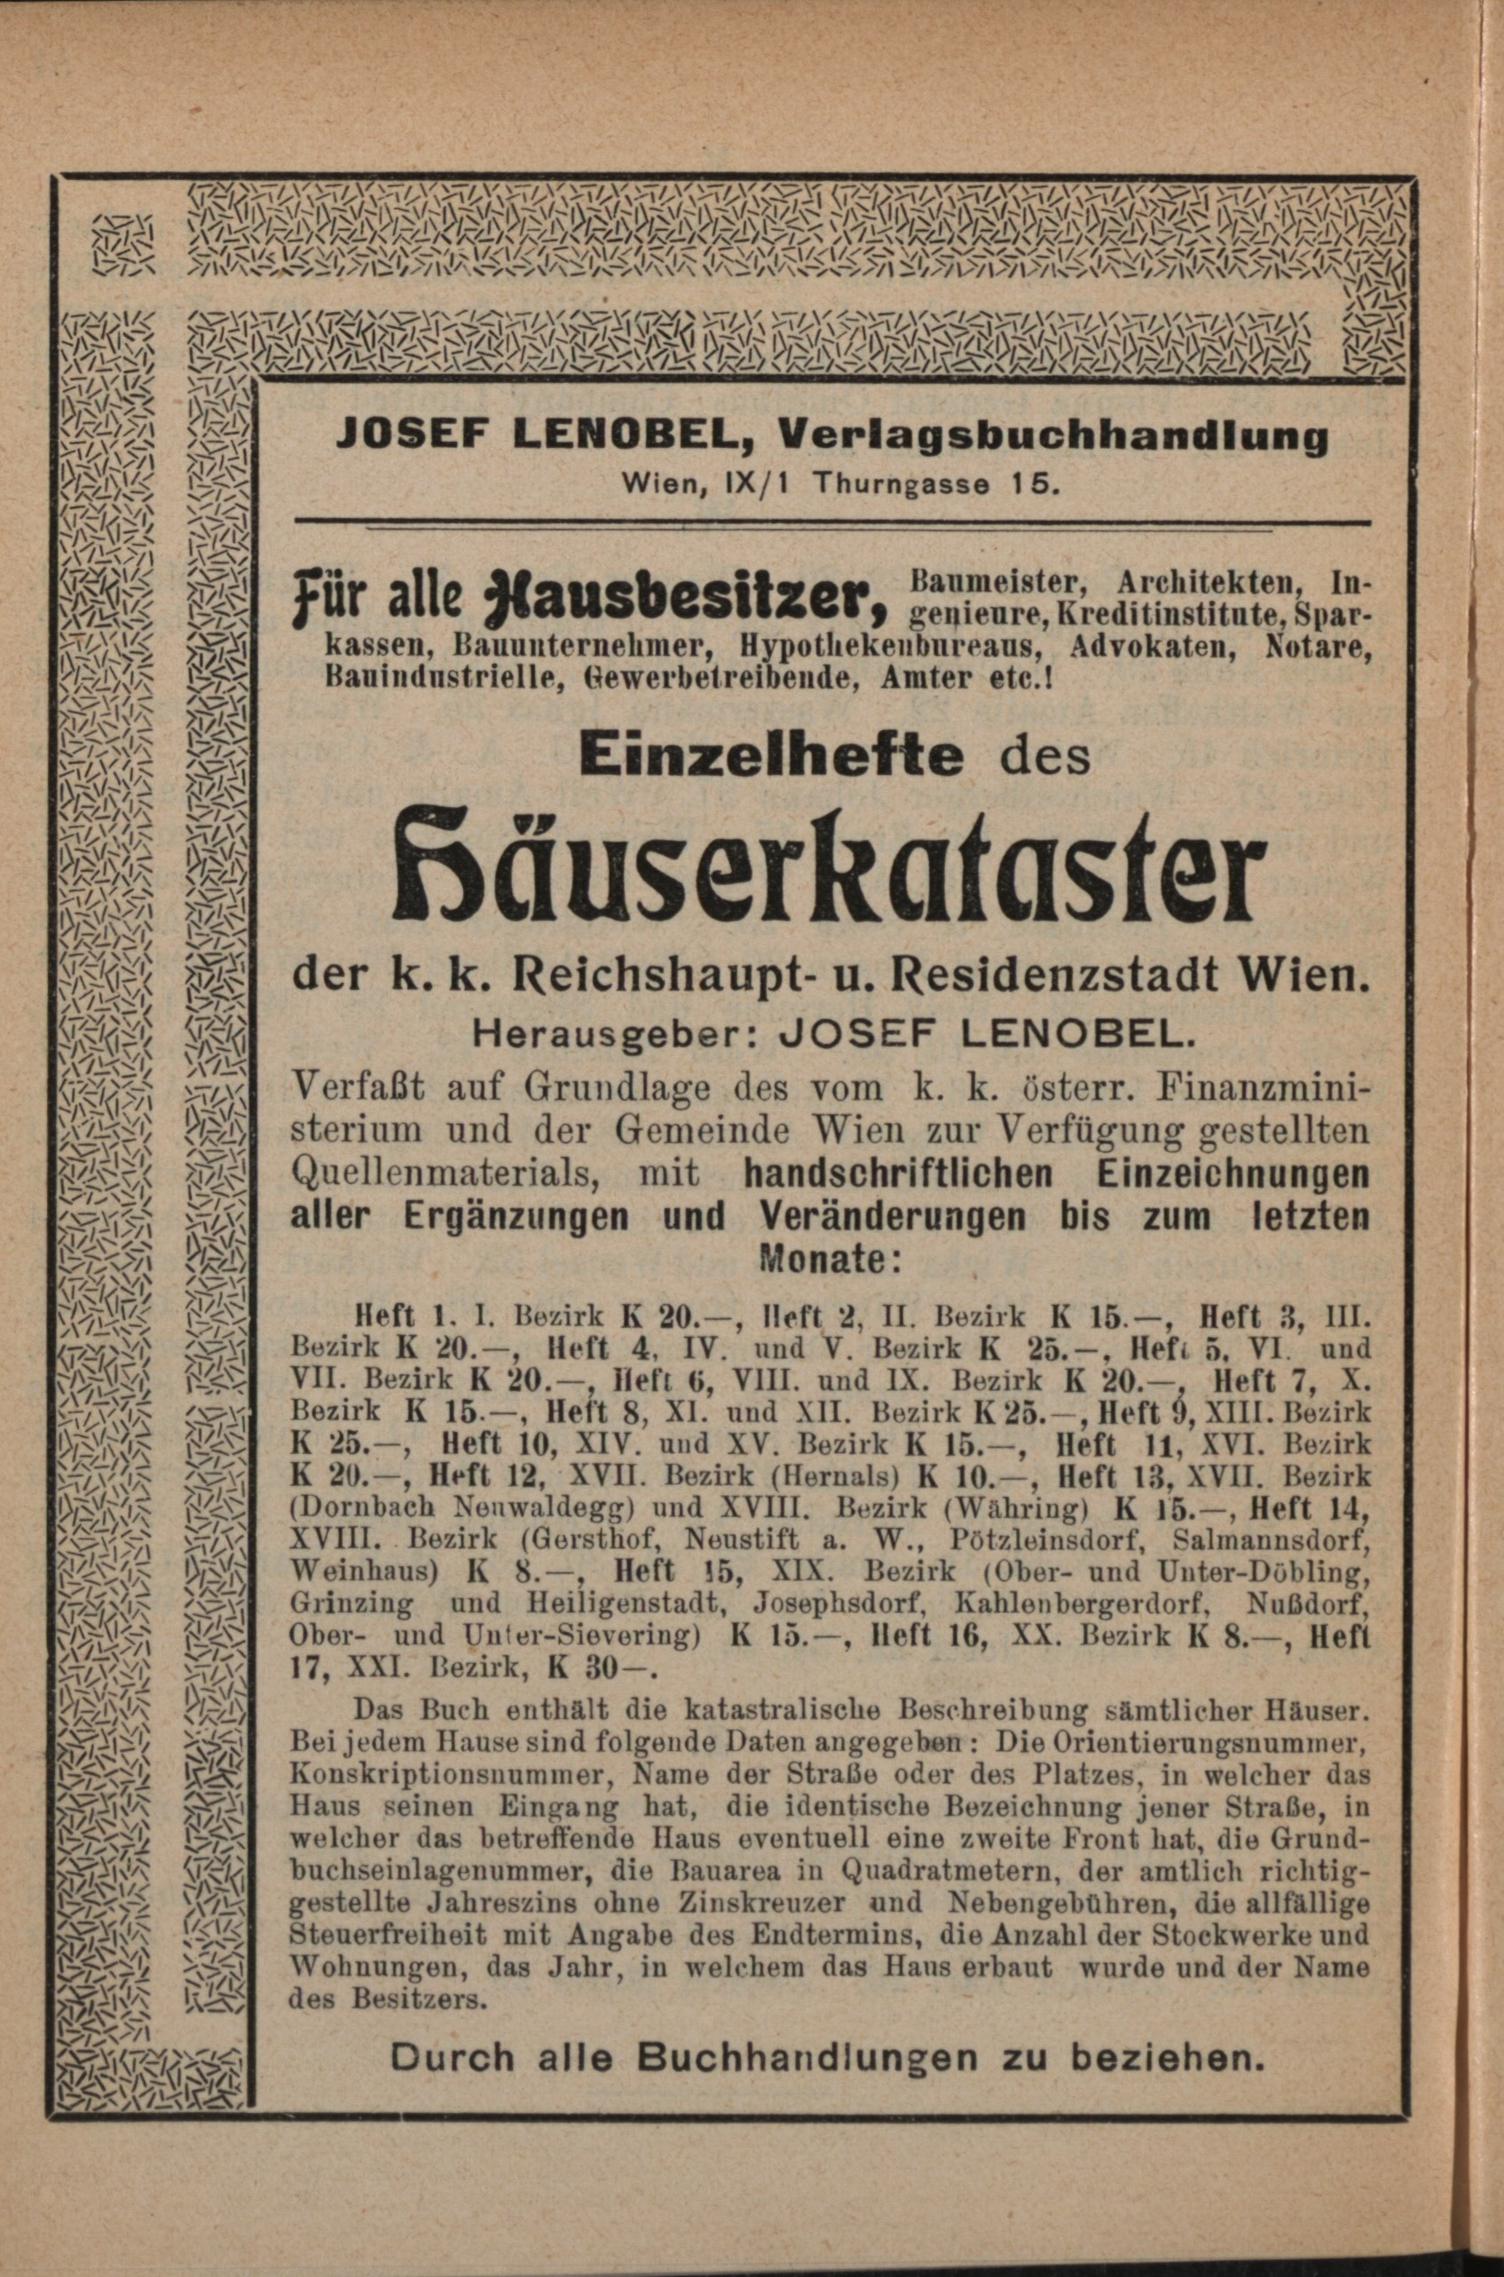 JOSEF LENOBEL, Verlagsbuchhandlung
Wien, IX/1 Thurngasse 15.
Für alle Hausbesitzer, Baumeister, Architekten, In-
genieure, Kreditinstitute, Spar-
kassen, Bauunternehmer, Hypothekenbureaus, Advokaten, Notare,
Bauindustrielle, Gewerbetreibende, Amter etc.!
Einzelhefte des
Häuserkataster
der k. k. Reichshaupt- u. Residenzstadt Wien.
Herausgeber: JOSEF LENOBEL.
Verfaßt auf Grundlage des vom k. k. österr. Finanzmini-
sterium und der Gemeinde Wien zur Verfügung gestellten
Quellenmaterials, mit handschriftlichen Einzeichnungen
aller Ergänzungen und Veränderungen bis zum letzten
Monate:
Heft 1. I. Bezirk K 20.—, Heft 2, II. Bezirk K 15.—, Heft 3, III.
Bezirk K 20.—, Heft 4, IV. und V. Bezirk K 25.—, Heft 5, VI. und
VII. Bezirk K 20.—, Heft 6, VIII. und IX. Bezirk K 20.—, Heft 7, X.
Bezirk K 15.—, Heft 8, XI. und XII. Bezirk K 25.—, Heft 9, XIII. Bezirk
K 25.—, Heft 10, XIV. und XV. Bezirk K 15.—, Heft 11, XVI. Bezirk
K 20.—, Heft 12, XVII. Bezirk (Hernals) K 10.—, Heft 13, XVII. Bezirk
(Dornbach Neuwaldegg) und XVIII. Bezirk (Währing) K 15.—, Heft 14,
XVIII. Bezirk (Gersthof, Neustift a. W., Pötzleinsdorf, Salmannsdorf,
Weinhaus) K 8.—, Heft 15, XIX. Bezirk (Ober- und Unter-Döbling,
Grinzing und Heiligenstadt, Josephsdorf, Kahlenbergerdorf, Nußdorf,
Ober- und Unter-Sievering) K 15.—, Heft 16, XX. Bezirk K 8.—, Heft
17, XXI. Bezirk, K 30—.
Das Buch enthält die katastralische Beschreibung sämtlicher Häuser.
Bei jedem Hause sind folgende Daten angegeben: Die Orientierungsnummer,
Konskriptionsnummer, Name der Straße oder des Platzes, in welcher das
Haus seinen Eingang hat, die identische Bezeichnung jener Straße, in
welcher das betreffende Haus eventuell eine zweite Front hat, die Grund-
buchseinlagenummer, die Bauarea in Quadratmetern, der amtlich richtig-
gestellte Jahreszins ohne Zinskreuzer und Nebengebühren, die allfällige
Steuerfreiheit mit Angabe des Endtermins, die Anzahl der Stockwerke und
Wohnungen, das Jahr, in welchem das Haus erbaut wurde und der Name
des Besitzers.
Durch alle Buchhandlungen zu beziehen.